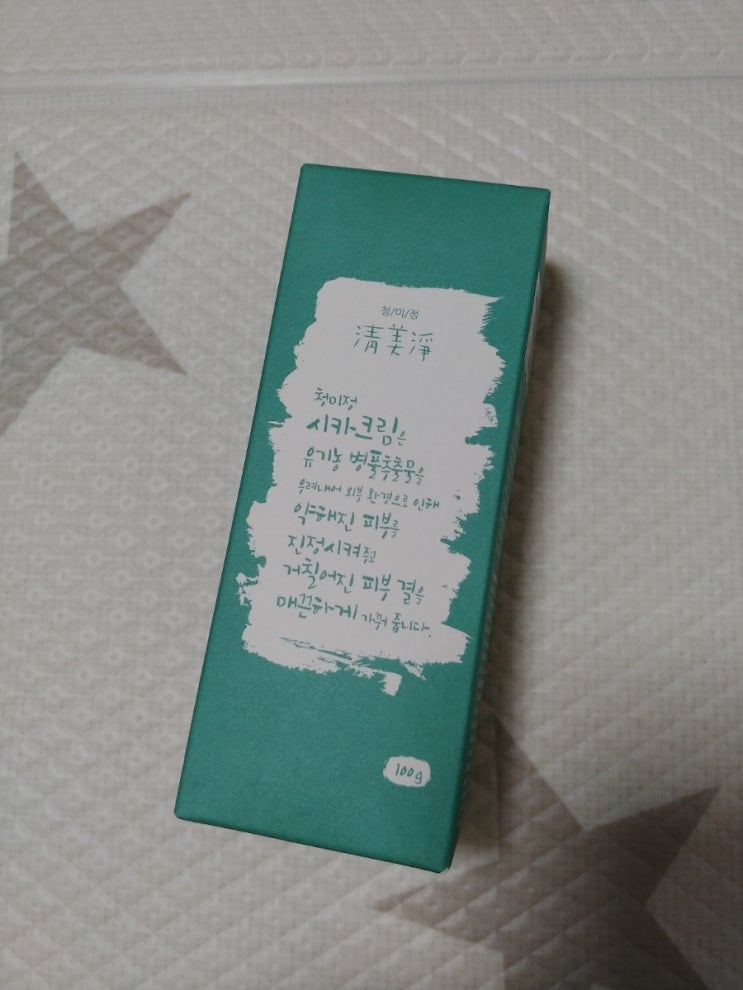 청/미/정
淸美淨
청미정
시카크림은
유기농 병풀추출물을
우려내어 외부 환경으로 인해
약해진 피부를
진정시켜주고
거칠어진 피부 결을
매끈하게 가꿔 줍니다
100g